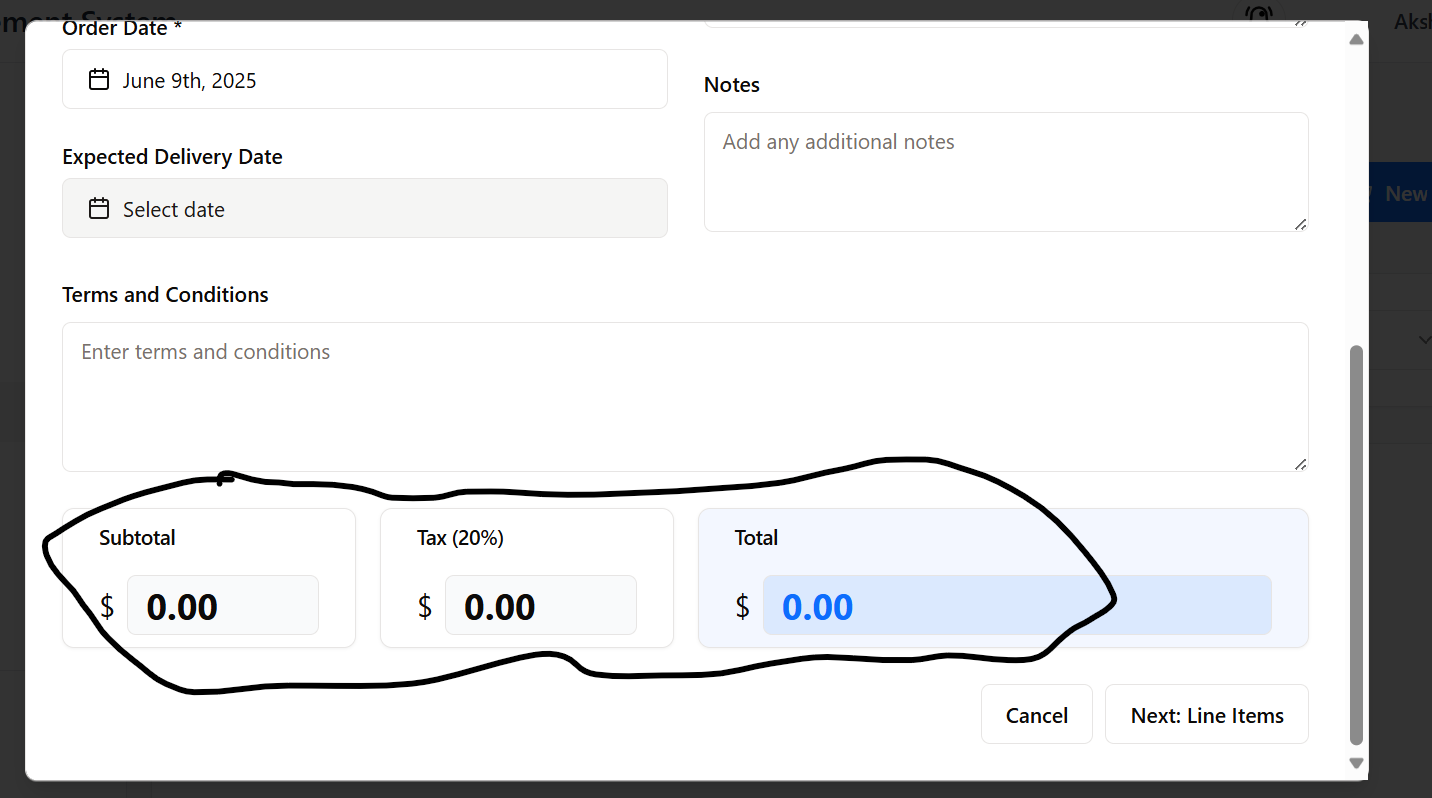 Order Date *
June 9th, 2025
Notes
Add any additional notes
Expected Delivery Date
Select date
New
Terms and Conditions
Enter terms and conditions
Subtotal
$ 0.00
Tax (20%)
$ 0.00
Total
$ 0.00
Cancel
Next: Line Items